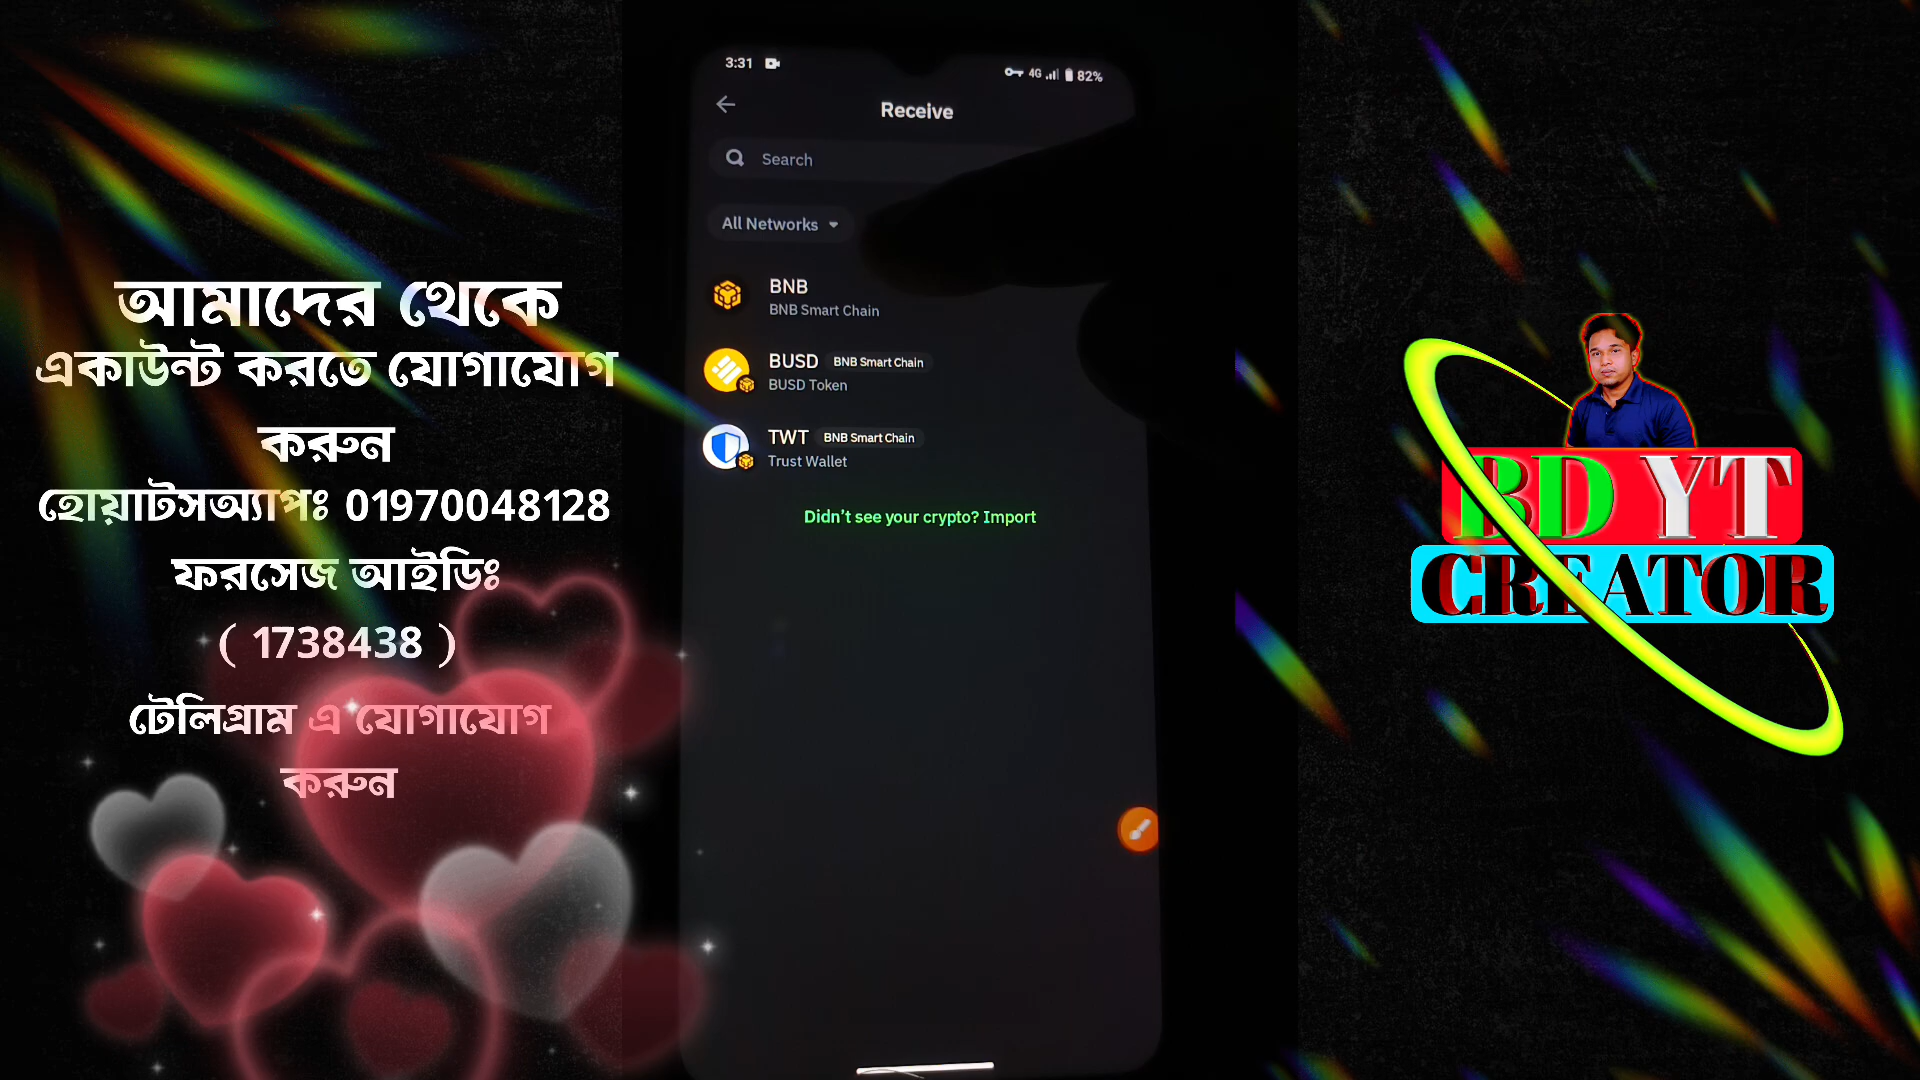 আমাদের থেকে
একাউন্ট করতে যোগাযোগ
করুন
হোয়াটসঅ্যাপঃ 01970048128
ফরসেজ আইডিঃ
( 1738438 )
টেলিগ্রাম এ যোগাযোগ
করুন
3:31
4G 82%
Receive
Search
All Networks
BNB
BNB Smart Chain
BUSD BNB Smart Chain
BUSD Token
TWT BNB Smart Chain
Trust Wallet
Didn't see your crypto? Import
BD YT
CREATOR